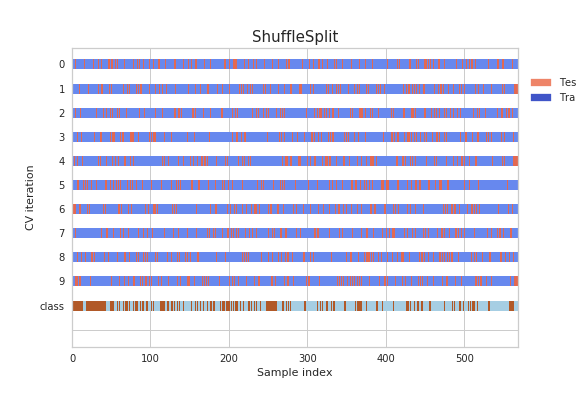 ShuffleSplit
Tes
Tra
0
1
2
3
4
5
6
7
8
9
class
CV iteration
0
100
200
300
400
500
Sample index